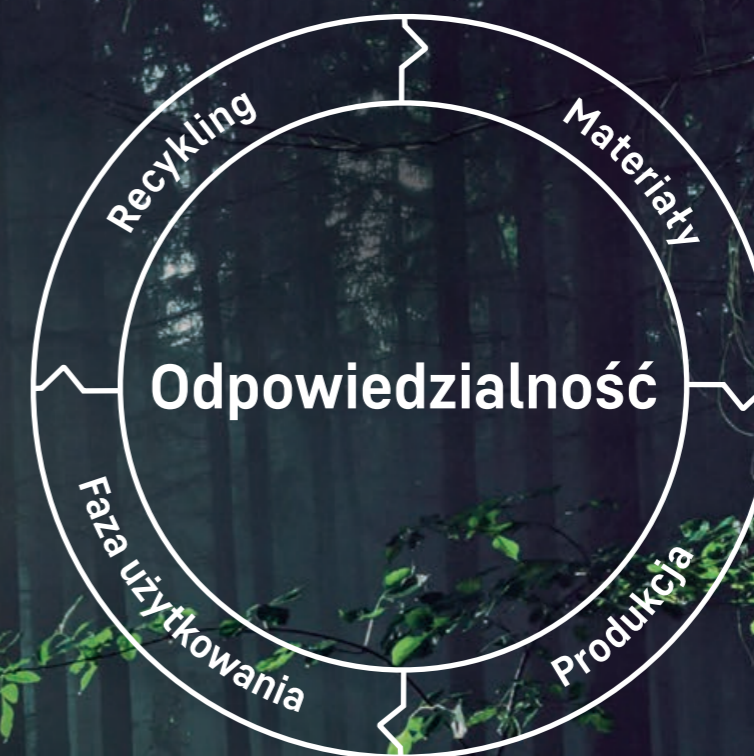 Recykling
Materiały
Odpowiedzialność
Faza użytkowania
Produkcja